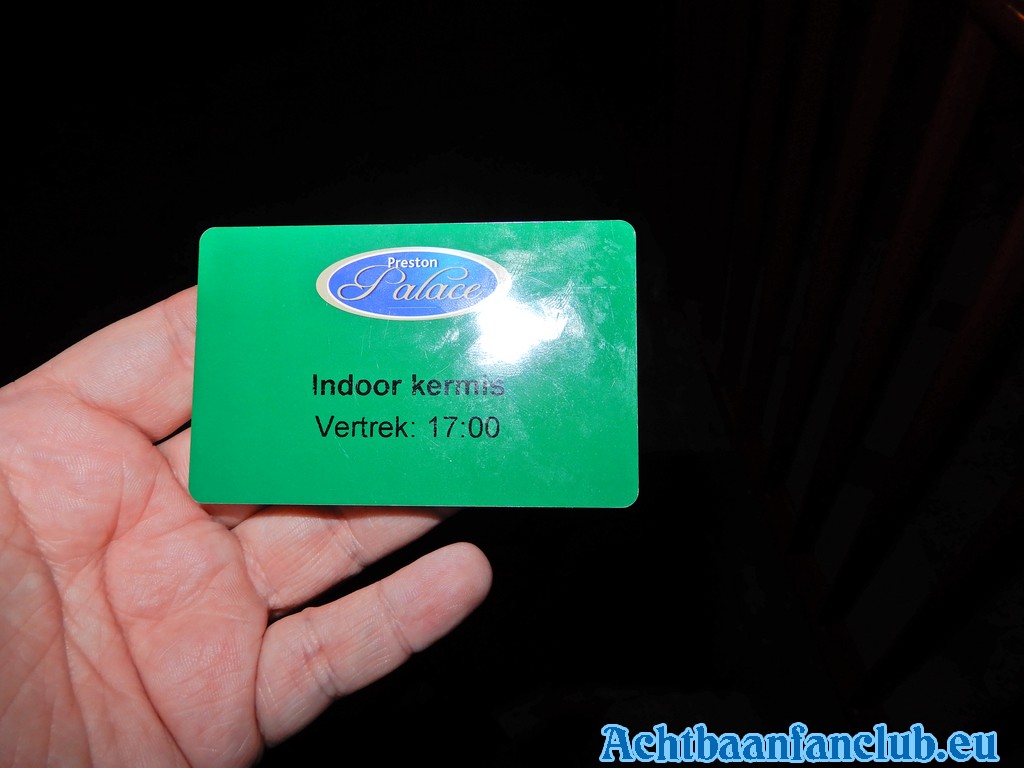 Preston
Palace
Indoor kermis
Vertrek: 17:00
Achtbaanfanclub.eu